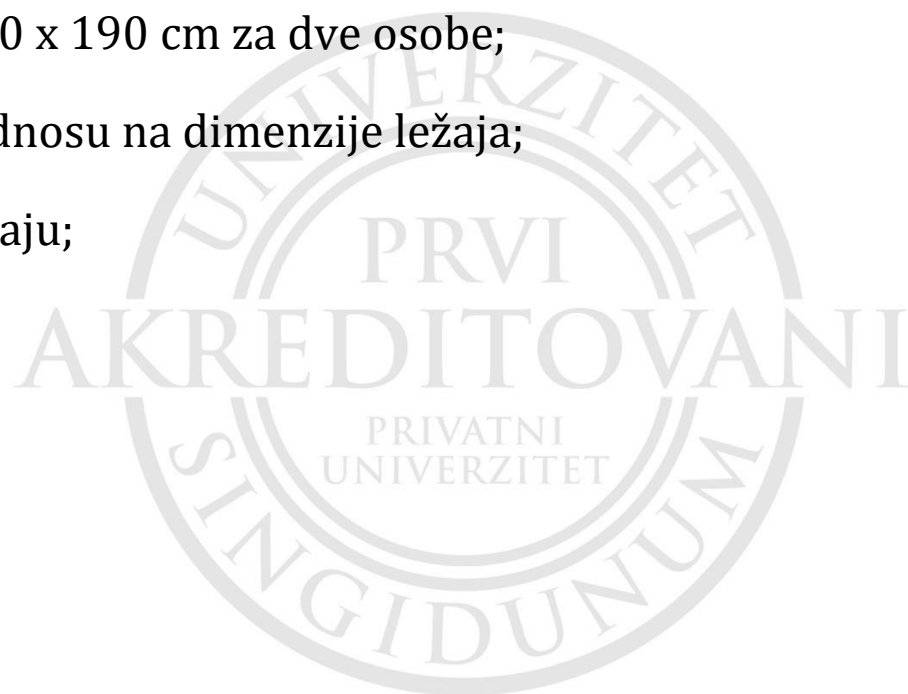 0 x 190 cm za dve osobe;
dnosu na dimenzije ležaja;
aju;
UNIVERZITET
PRVI
AKREDITOVANI
PRIVATNI
UNIVERZITET
SINGIDUNUM